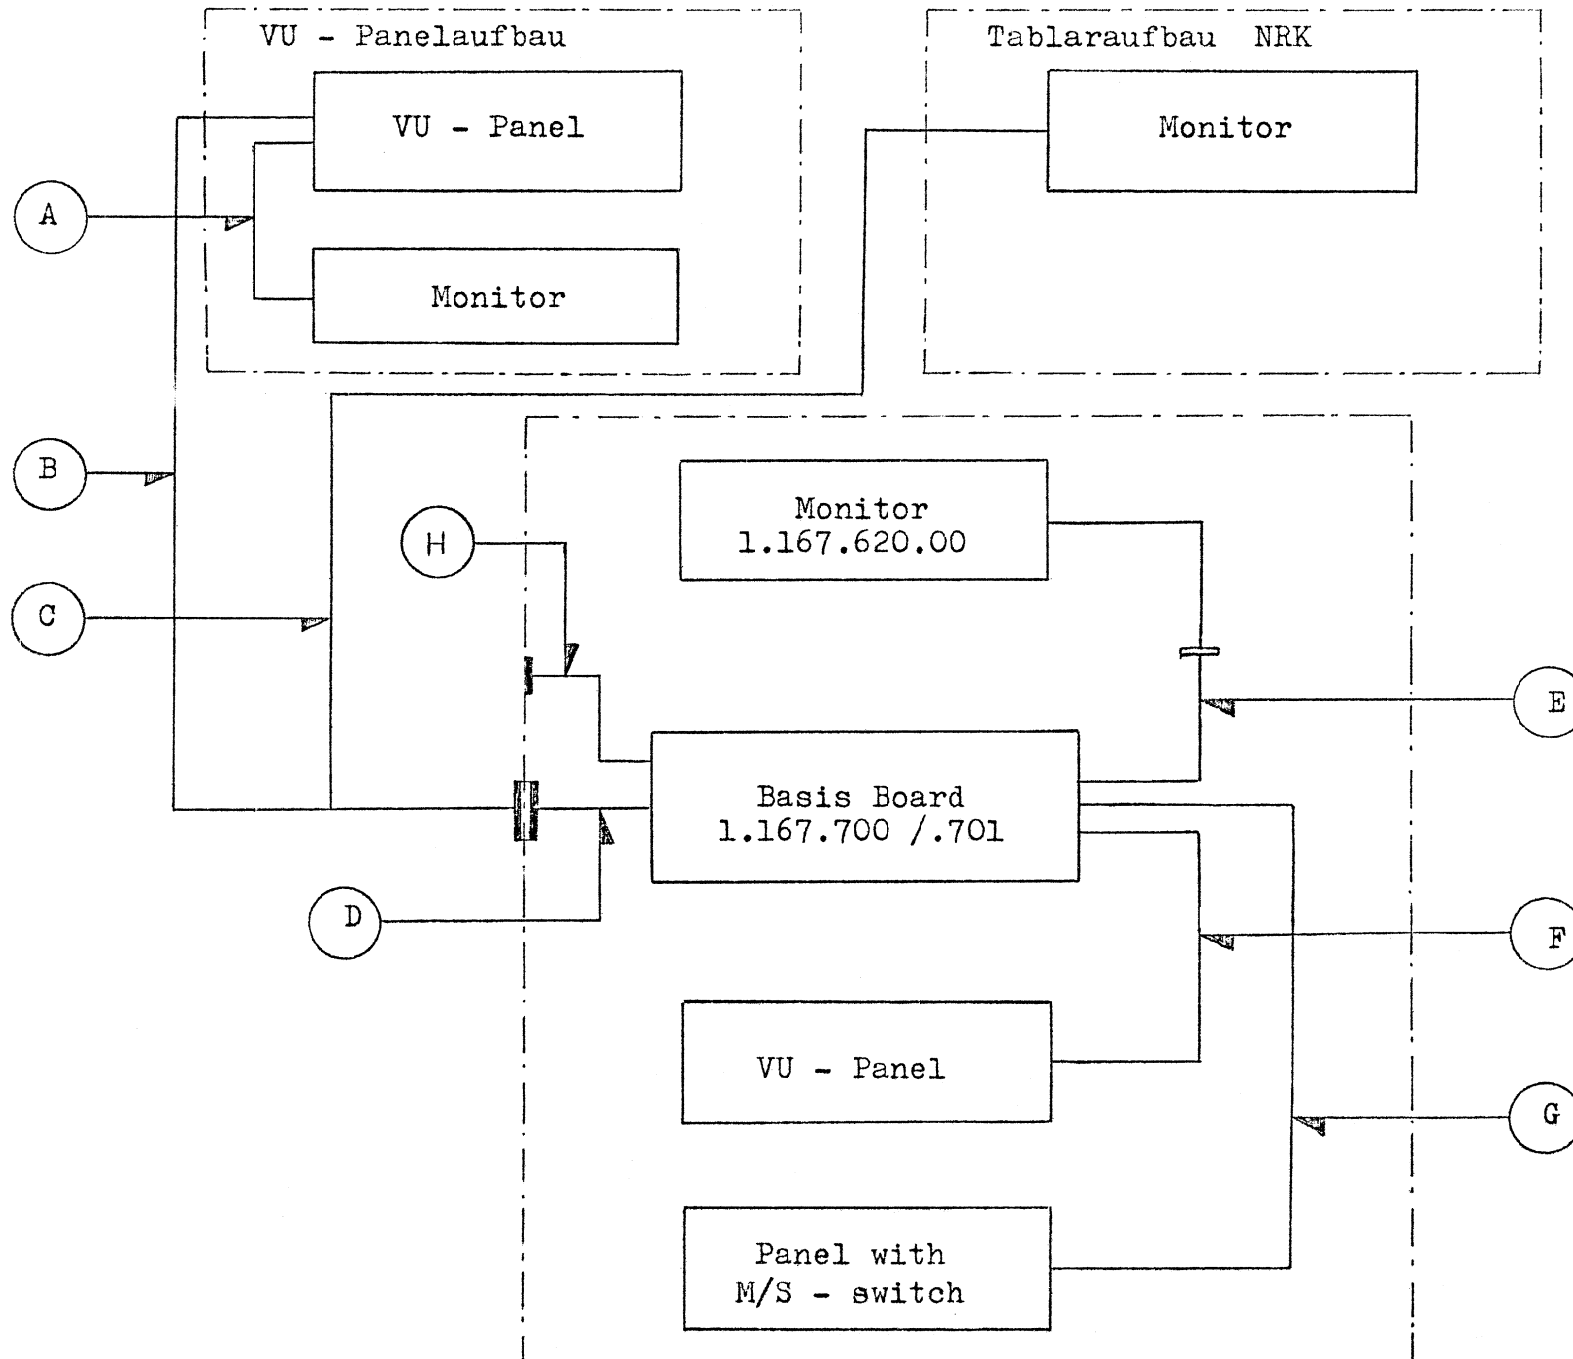 VU - Panelaufbau
Tablaraufbau NRK
VU - Panel
Monitor
A
Monitor
B
Monitor
1.167.620.00
H
C
E
Basis Board
1.167.700 /.701
D
F
VU - Panel
G
Panel with
M/S - switch